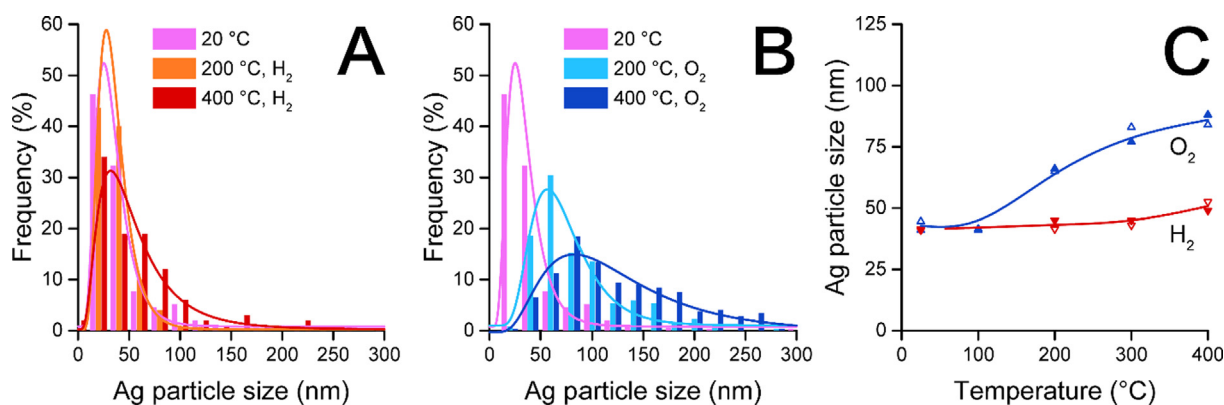 A
20 °C
200 °C, H₂
400 °C, H₂
Frequency (%)
60
50
40
30
20
10
0
0 50 100 150 200 250 300
Ag particle size (nm)
B
20 °C
200 °C, O₂
400 °C, O₂
Frequency (%)
60
50
40
30
20
10
0
0 50 100 150 200 250 300
Ag particle size (nm)
C
Ag particle size (nm)
125
100
75
50
25
0
O₂
H₂
0 100 200 300 400
Temperature (°C)